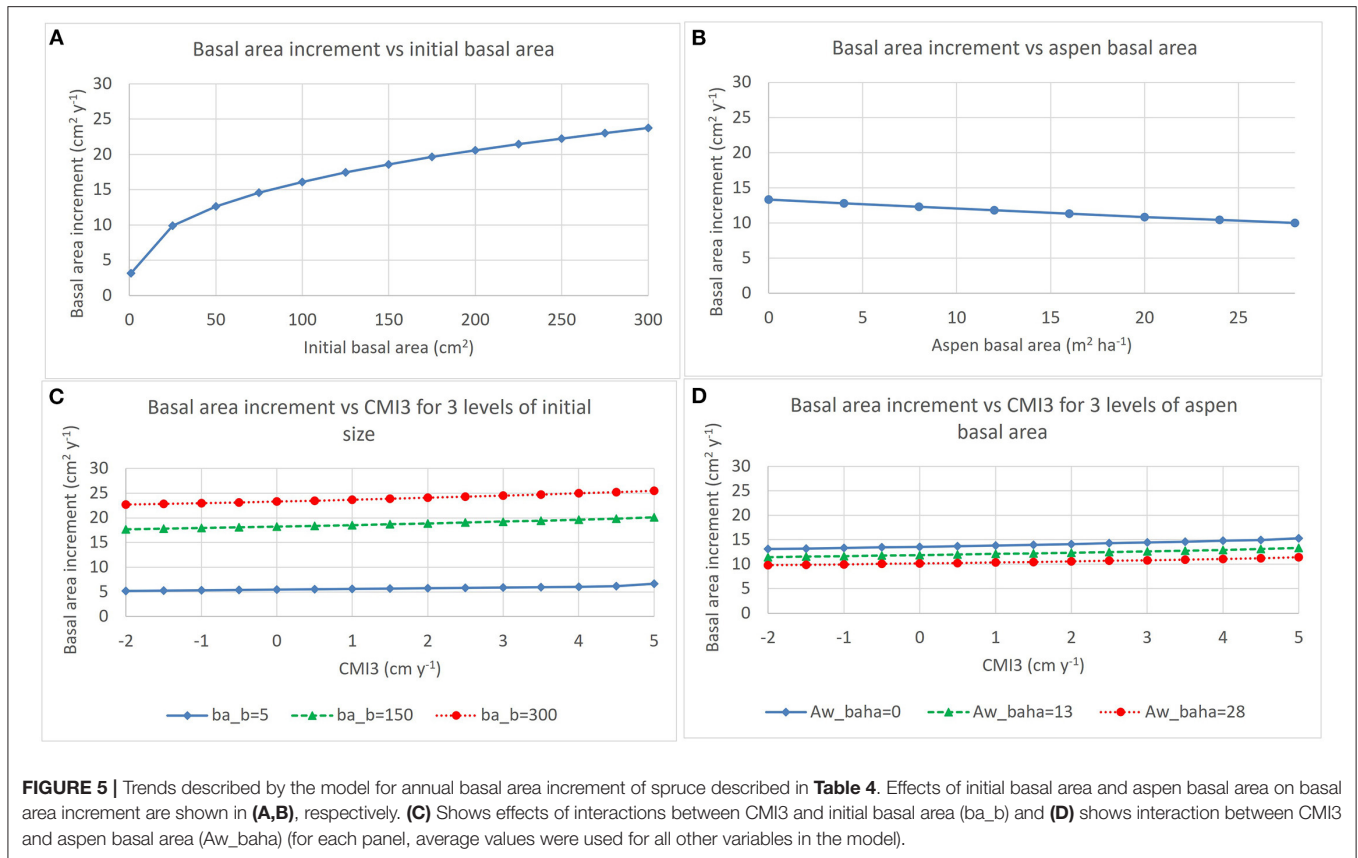 A
Basal area increment vs initial basal area
Basal area increment (cm² y⁻¹)
30
25
20
15
10
5
0
0 50 100 150 200 250 300
Initial basal area (cm²)
B
Basal area increment vs aspen basal area
Basal area increment (cm² y⁻¹)
30
25
20
15
10
5
0
0 5 10 15 20 25
Aspen basal area (m² ha⁻¹)
C
Basal area increment vs CMI3 for 3 levels of initial
size
Basal area increment (cm² y⁻¹)
30
25
20
15
10
5
0
-2 -1 0 1 2 3 4 5
CMI3 (cm y⁻¹)
ba_b=5 ba_b=150 ba_b=300
D
Basal area increment vs CMI3 for 3 levels of aspen
basal area
Basal area increment (cm² y⁻¹)
30
25
20
15
10
5
0
-2 -1 0 1 2 3 4 5
CMI3 (cm y⁻¹)
Aw_baha=0 Aw_baha=13 Aw_baha=28
FIGURE 5 | Trends described by the model for annual basal area increment of spruce described in Table 4. Effects of initial basal area and aspen basal area on basal
area increment are shown in (A,B), respectively. (C) Shows effects of interactions between CMI3 and initial basal area (ba_b) and (D) shows interaction between CMI3
and aspen basal area (Aw_baha) (for each panel, average values were used for all other variables in the model).